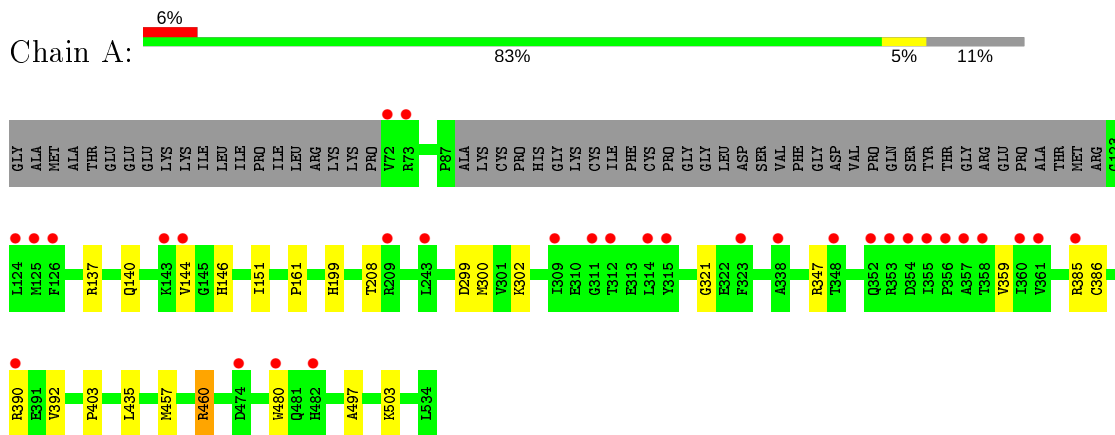 6%
Chain A:
83% 5% 11%
GLY ALA MET ALA THR GLU GLU GLU LYS LYS ILE LEU ILE PRO ILE LEU ARG LYS LYS PRO V72 R73 P87 ALA LYS CYS PRO HIS GLY LYS CYS ILE PHE CYS PRO GLY GLY LEU ASP SER VAL PHE GLY ASP VAL PRO GLN SER TYR THR GLY ARG GLU PRO ALA THR MET ARG G123
L124 M125 F126 R137 Q140 K143 V144 G145 H146 I151 P161 H199 T208 R209 L243 D299 M300 V301 K302 I309 E310 G311 T312 E313 L314 Y315 G321 E322 F323 A338 R347 T348 Q352 R353 D354 I355 P356 A357 T358 V359 I360 V361 R385 C386
R390 E391 V392 P403 L435 M457 R460 D474 W480 Q481 H482 A497 K503 L534